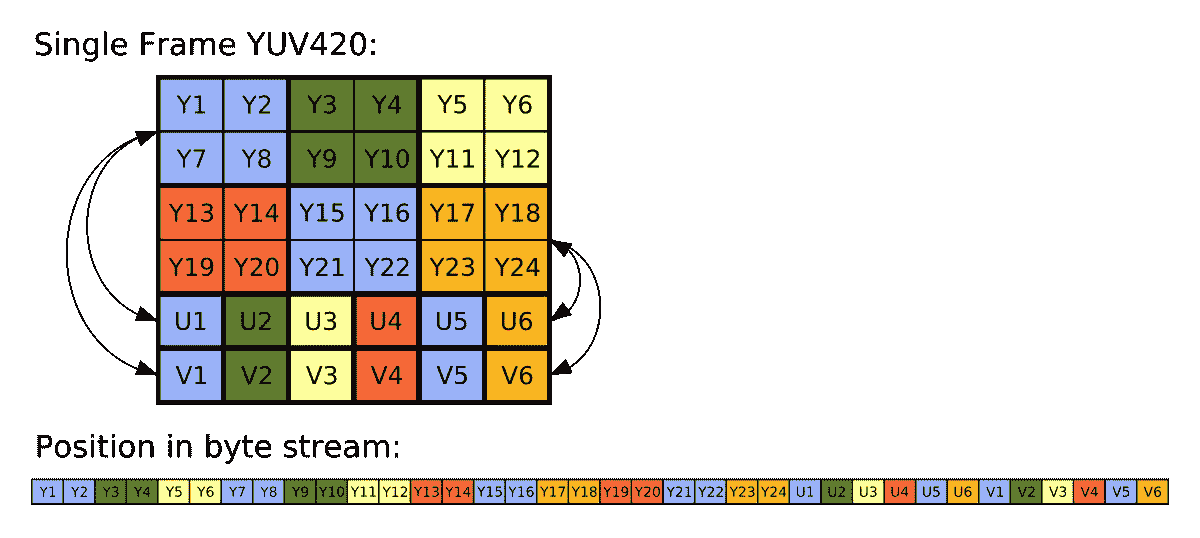 Single Frame YUV420:
Y1 Y2 Y3 Y4 Y5 Y6
Y7 Y8 Y9 Y10 Y11 Y12
Y13 Y14 Y15 Y16 Y17 Y18
Y19 Y20 Y21 Y22 Y23 Y24
U1 U2 U3 U4 U5 U6
V1 V2 V3 V4 V5 V6
Position in byte stream:
Y1 Y2 Y3 Y4 Y5 Y6 Y7 Y8 Y9 Y10 Y11 Y12 Y13 Y14 Y15 Y16 Y17 Y18 Y19 Y20 Y21 Y22 Y23 Y24 U1 U2 U3 U4 U5 U6 V1 V2 V3 V4 V5 V6